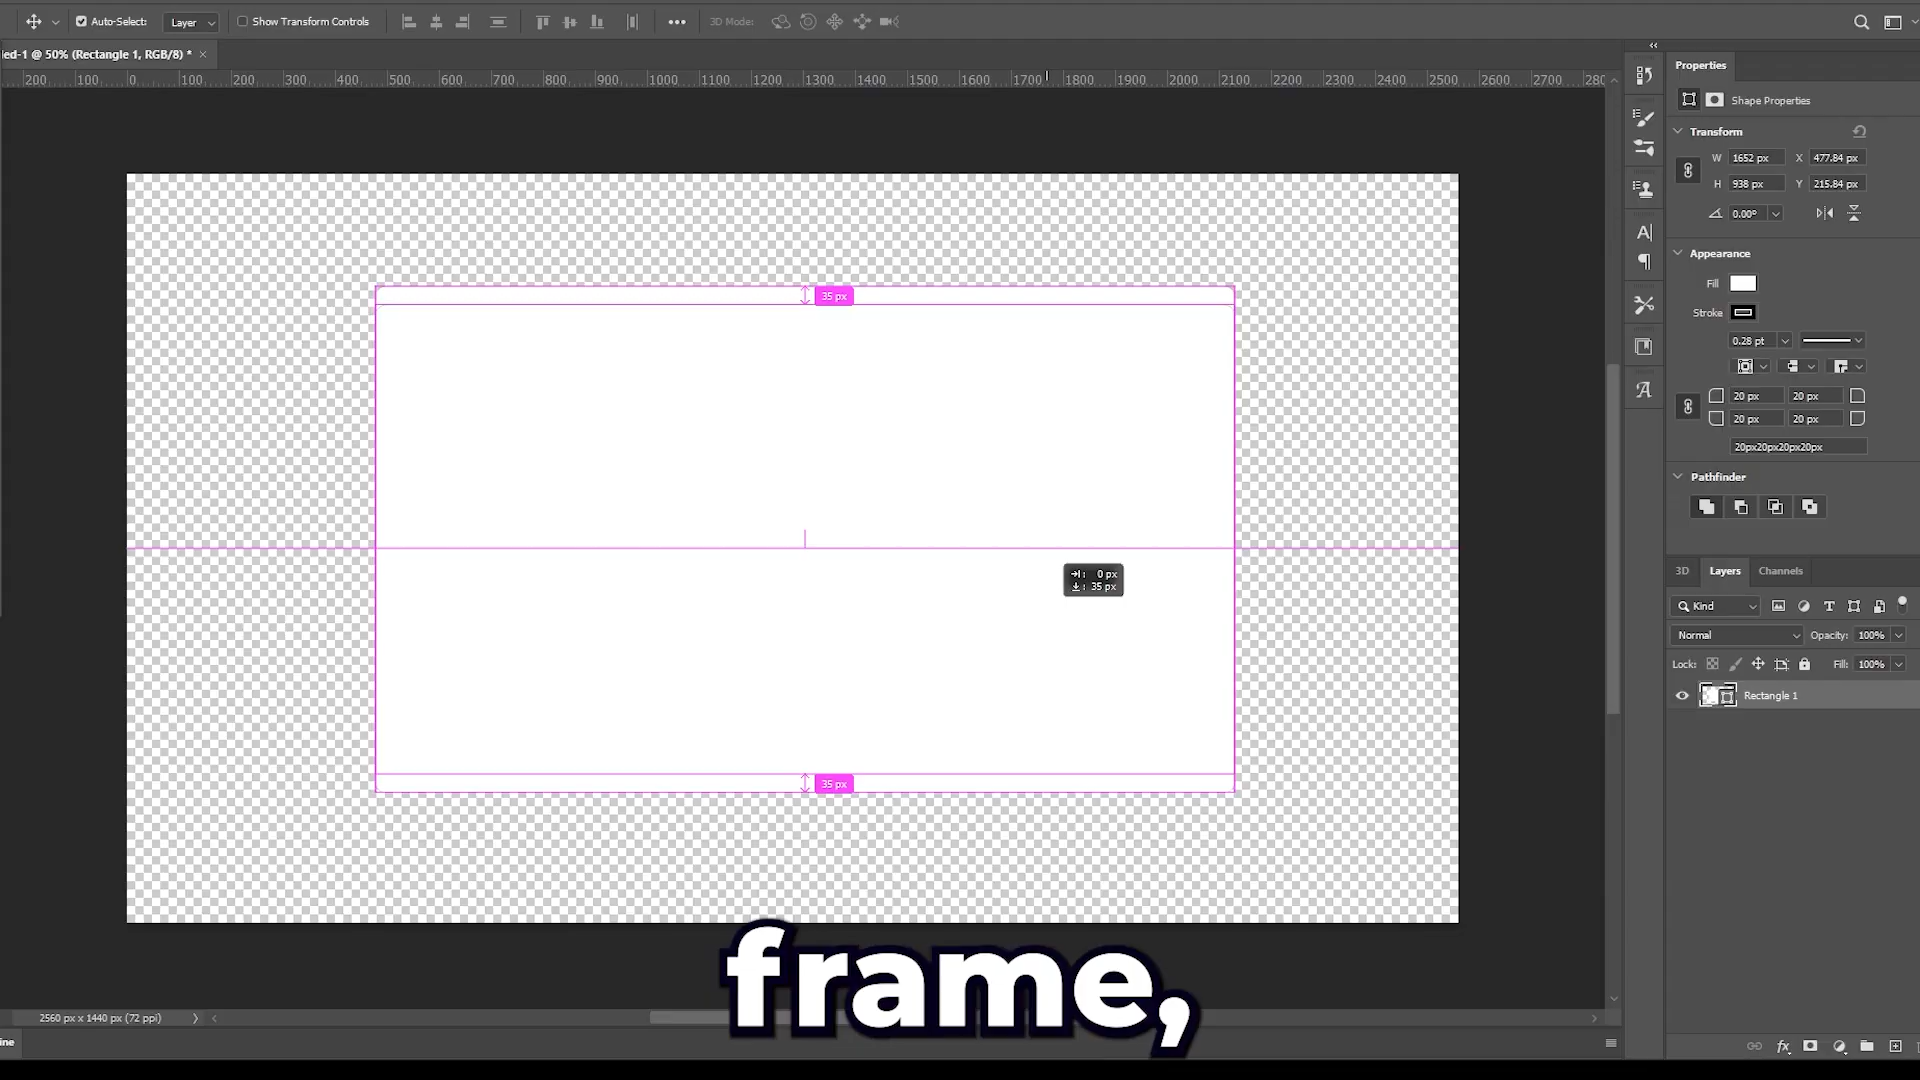 Auto-Select: Layer Show Transform Controls 3D Mode:
ed-1 @ 50% (Rectangle 1, RGB/8) *
200 100 0 100 200 300 400 500 600 700 800 900 1000 1100 1200 1300 1400 1500 1600 1700 1800 1900 2000 2100 2200 2300 2400 2500 2600 2700 280
Properties
Shape Properties
Transform
W 1652 px X 477.84 px
H 938 px Y 215.84 px
0.00°
Appearance
Fill
Stroke
0.28 pt
20 px 20 px
20 px 20 px
20px20px20px20px
Pathfinder
35 px
0 px
35 px
35 px
3D Layers Channels
Kind
Normal Opacity: 100%
Lock: Fill: 100%
Rectangle 1
fx
frame,
2560 px x 1440 px (72 ppi)
ine